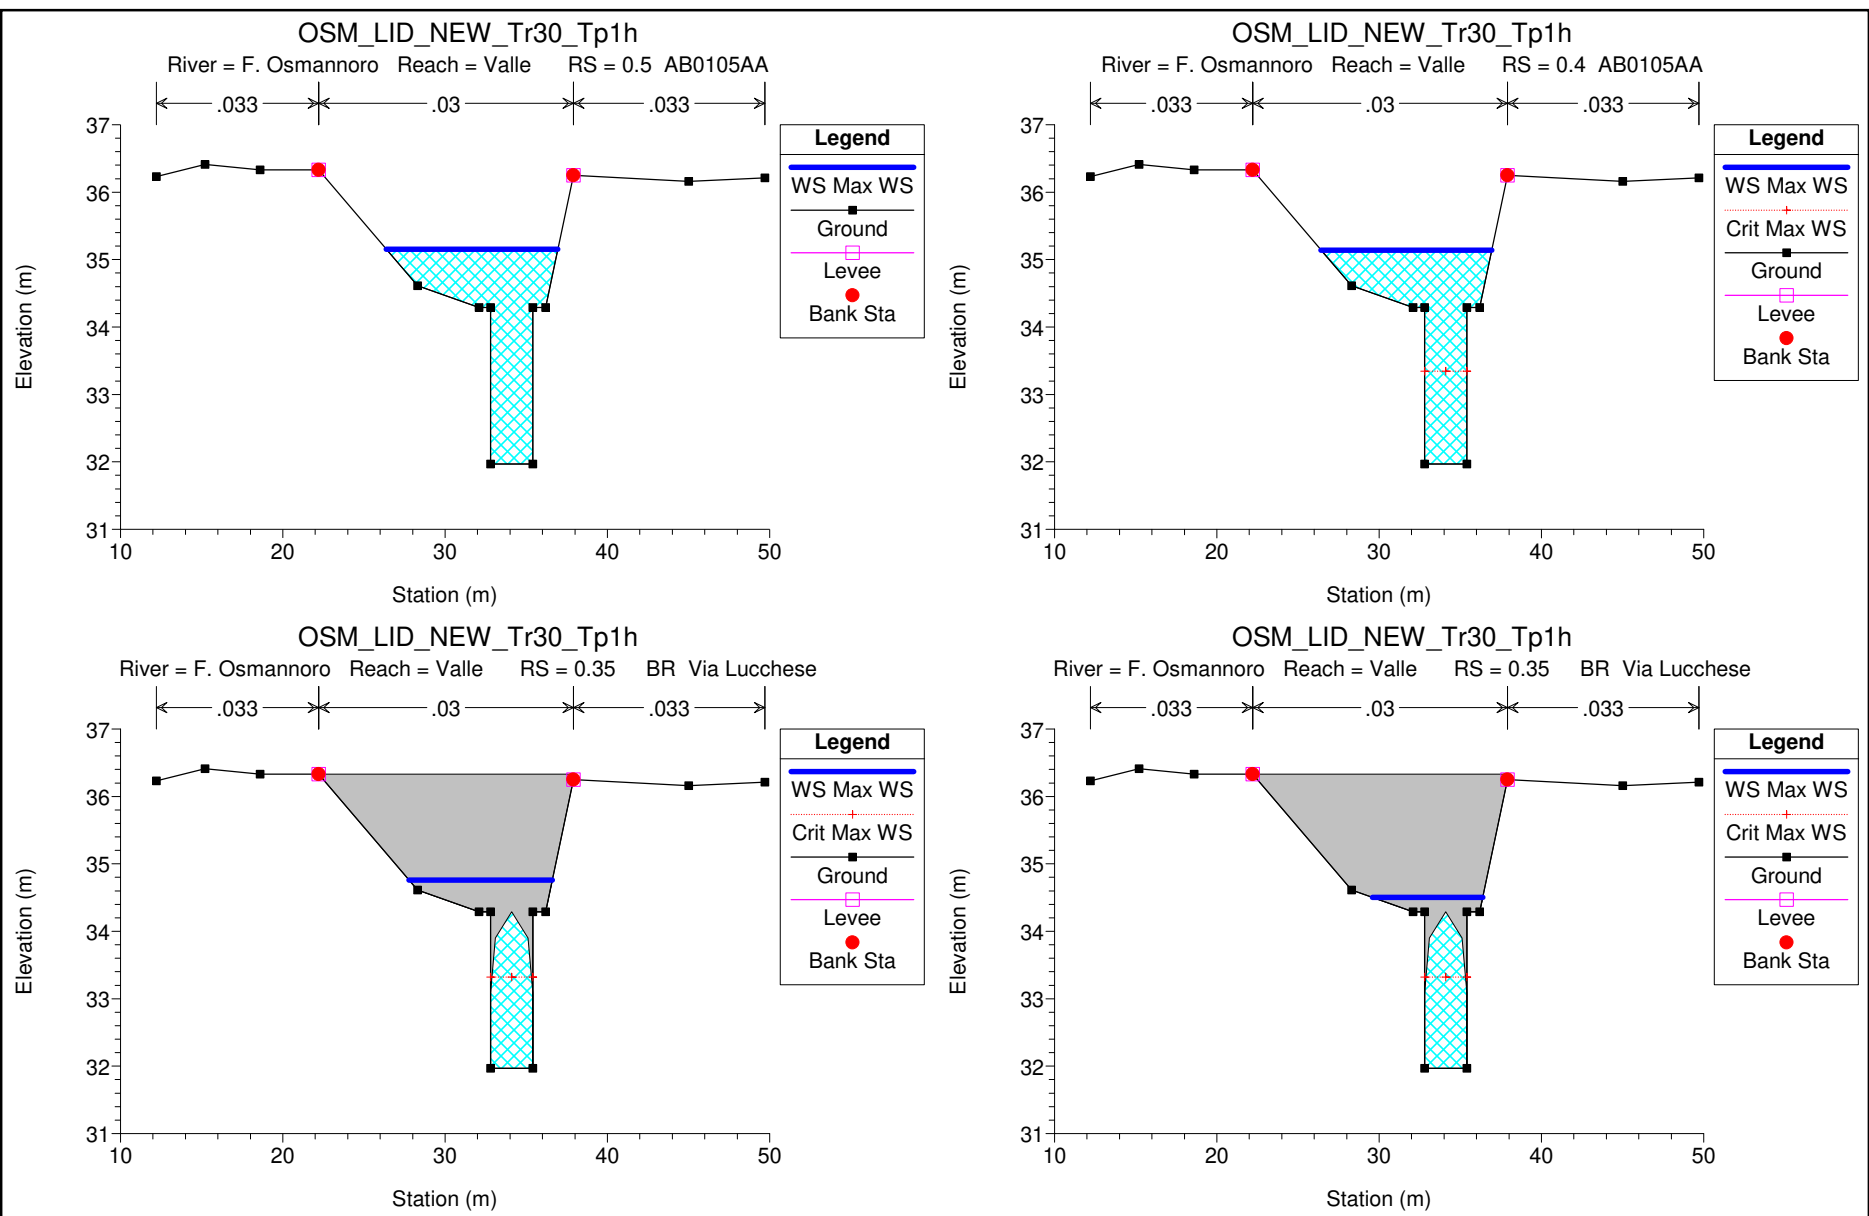 OSM_LID_NEW_Tr30_Tp1h
River = F. Osmannoro Reach = Valle RS = 0.5 AB0105AA
.033 .03 .033
37
36
35
34
33
32
31
10 20 30 40 50
Elevation (m)
Station (m)
Legend
WS Max WS
Ground
Levee
Bank Sta
OSM_LID_NEW_Tr30_Tp1h
River = F. Osmannoro Reach = Valle RS = 0.4 AB0105AA
.033 .03 .033
37
36
35
34
33
32
31
10 20 30 40 50
Elevation (m)
Station (m)
Legend
WS Max WS
Crit Max WS
Ground
Levee
Bank Sta
OSM_LID_NEW_Tr30_Tp1h
River = F. Osmannoro Reach = Valle RS = 0.35 BR Via Lucchese
.033 .03 .033
37
36
35
34
33
32
31
10 20 30 40 50
Elevation (m)
Station (m)
Legend
WS Max WS
Crit Max WS
Ground
Levee
Bank Sta
OSM_LID_NEW_Tr30_Tp1h
River = F. Osmannoro Reach = Valle RS = 0.35 BR Via Lucchese
.033 .03 .033
37
36
35
34
33
32
31
10 20 30 40 50
Elevation (m)
Station (m)
Legend
WS Max WS
Crit Max WS
Ground
Levee
Bank Sta